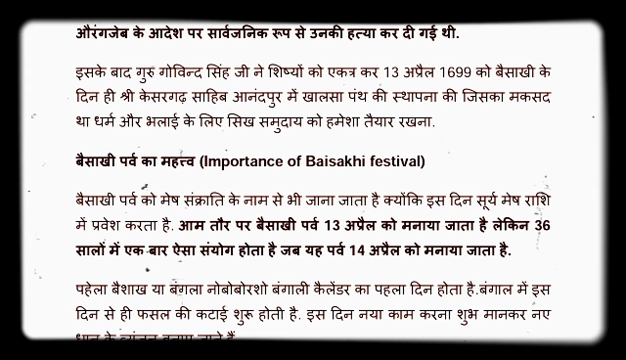 औरंगजेब के आदेश पर सार्वजनिक रूप से उनकी हत्या कर दी गई थी.
इसके बाद गुरु गोविन्द सिंह जी ने शिष्यों को एकत्र कर 13 अप्रैल 1699 को बैसाखी के
दिन ही श्री केसरगढ़ साहिब आनंदपुर में खालसा पंथ की स्थापना की जिसका मकसद
था धर्म और भलाई के लिए सिख समुदाय को हमेशा तैयार रखना.
बैसाखी पर्व का महत्त्व (Importance of Baisakhi festival)
बैसाखी पर्व को मेष संक्राति के नाम से भी जाना जाता है क्योंकि इस दिन सूर्य मेष राशि
में प्रवेश करता है. आम तौर पर बैसाखी पर्व 13 अप्रैल को मनाया जाता है लेकिन 36
सालों में एक बार ऐसा संयोग होता है जब यह पर्व 14 अप्रैल को मनाया जाता है.
पहेला बैशाख या बंगला नोबोबोरशो बंगाली कैलेंडर का पहला दिन होता है.बंगाल में इस
दिन से ही फसल की कटाई शुरू होती है. इस दिन नया काम करना शुभ मानकर नए